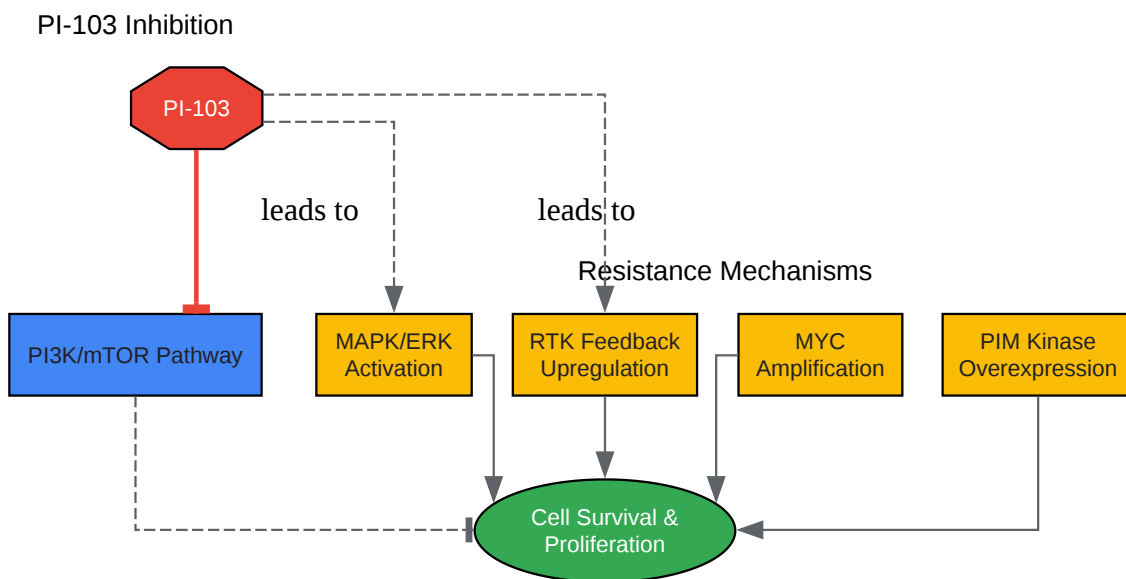 PI-103 Inhibition
PI-103
leads to
leads to
Resistance Mechanisms
PI3K/mTOR Pathway
MAPK/ERK
Activation
RTK Feedback
Upregulation
MYC
Amplification
PIM Kinase
Overexpression
Cell Survival &
Proliferation